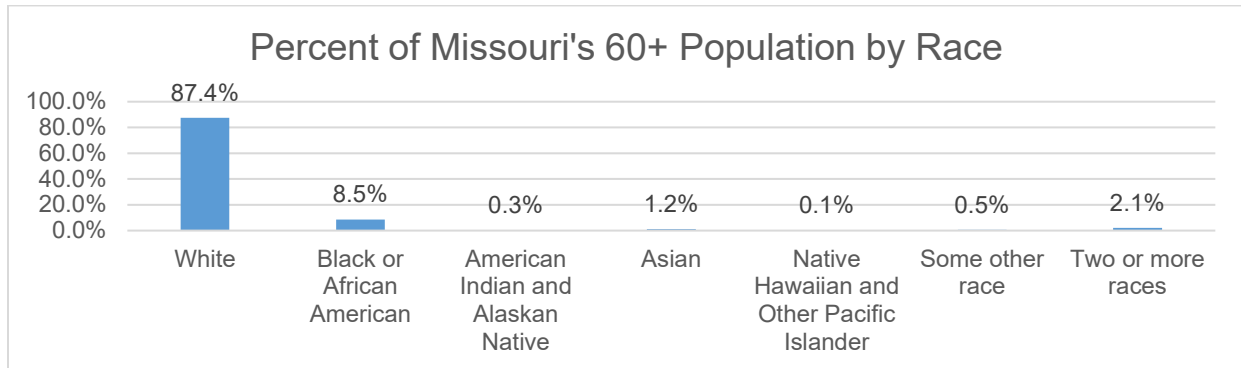 Percent of Missouri's 60+ Population by Race
100.0%
80.0%
60.0%
40.0%
20.0%
0.0%
87.4%
8.5%
0.3%
1.2%
0.1%
0.5%
2.1%
White
Black or
African
American
American
Indian and
Alaskan
Native
Asian
Native
Hawaiian and
Other Pacific
Islander
Some other
race
Two or more
races